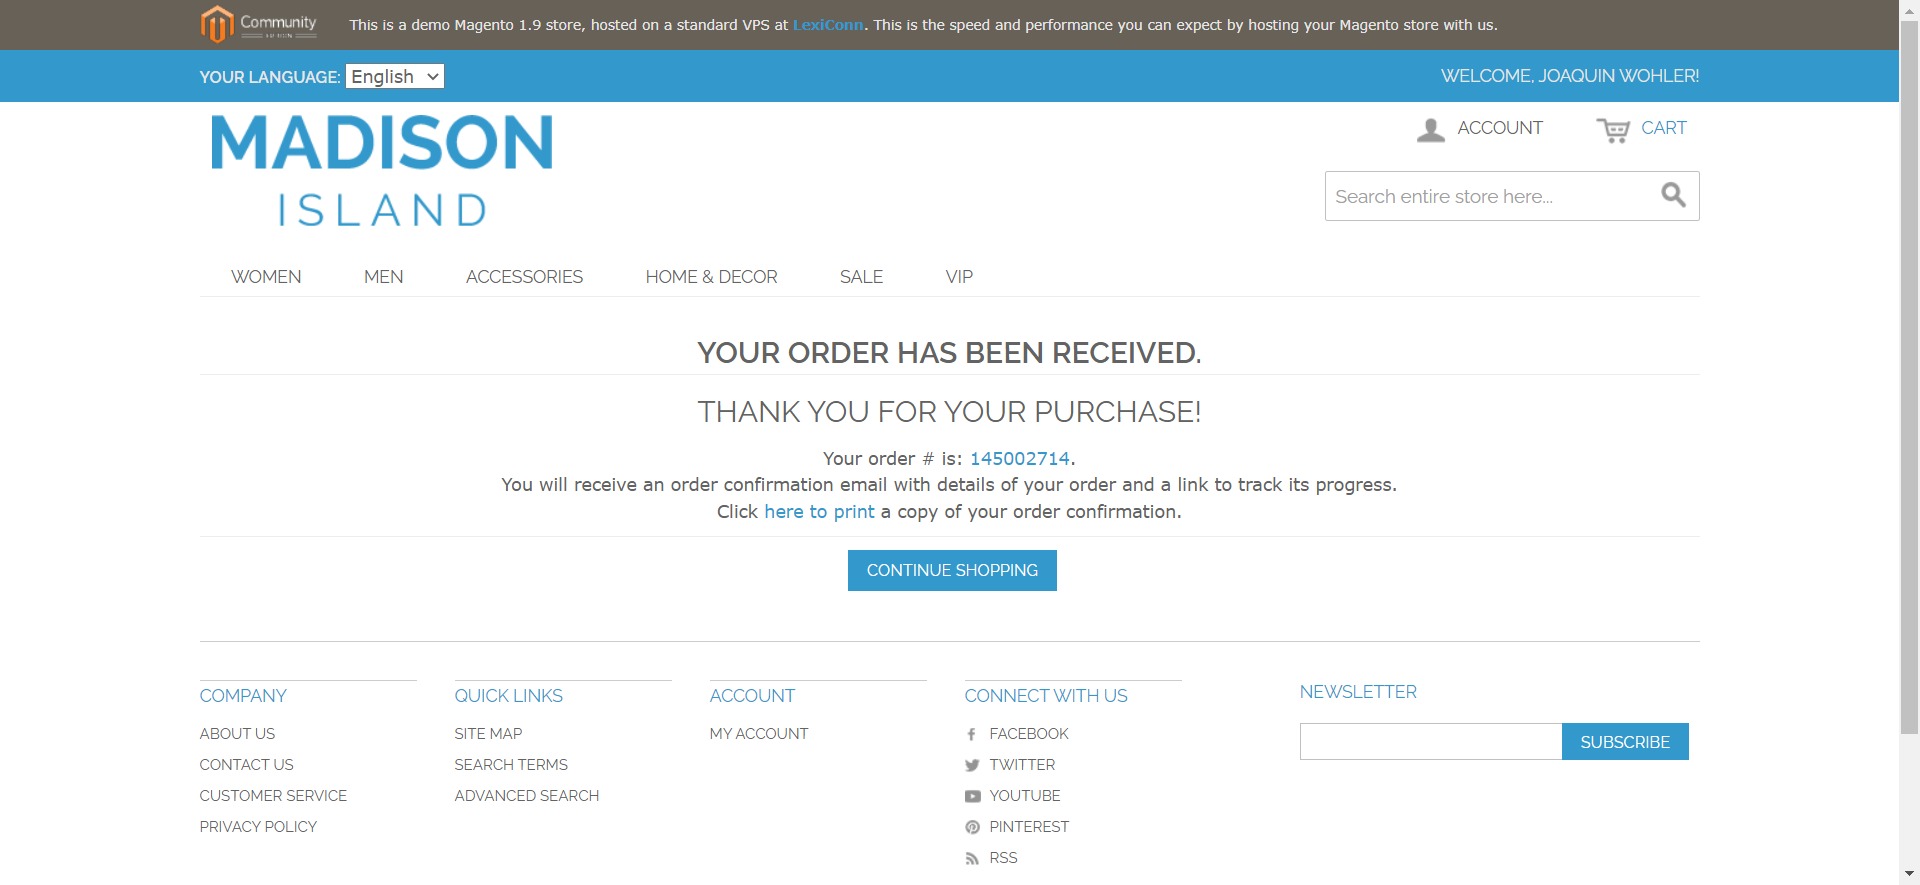 Community
This is a demo Magento 1.9 store, hosted on a standard VPS at LexiConn. This is the speed and performance you can expect by hosting your Magento store with us.
YOUR LANGUAGE: English
WELCOME, JOAQUIN WOHLER!
MADISON
ISLAND
ACCOUNT
CART
Search entire store here...
WOMEN MEN ACCESSORIES HOME & DECOR SALE VIP
YOUR ORDER HAS BEEN RECEIVED.
THANK YOU FOR YOUR PURCHASE!
Your order # is: 145002714.
You will receive an order confirmation email with details of your order and a link to track its progress.
Click here to print a copy of your order confirmation.
CONTINUE SHOPPING
COMPANY
ABOUT US
CONTACT US
CUSTOMER SERVICE
PRIVACY POLICY
QUICK LINKS
SITE MAP
SEARCH TERMS
ADVANCED SEARCH
ACCOUNT
MY ACCOUNT
CONNECT WITH US
FACEBOOK
TWITTER
YOUTUBE
PINTEREST
RSS
NEWSLETTER
SUBSCRIBE